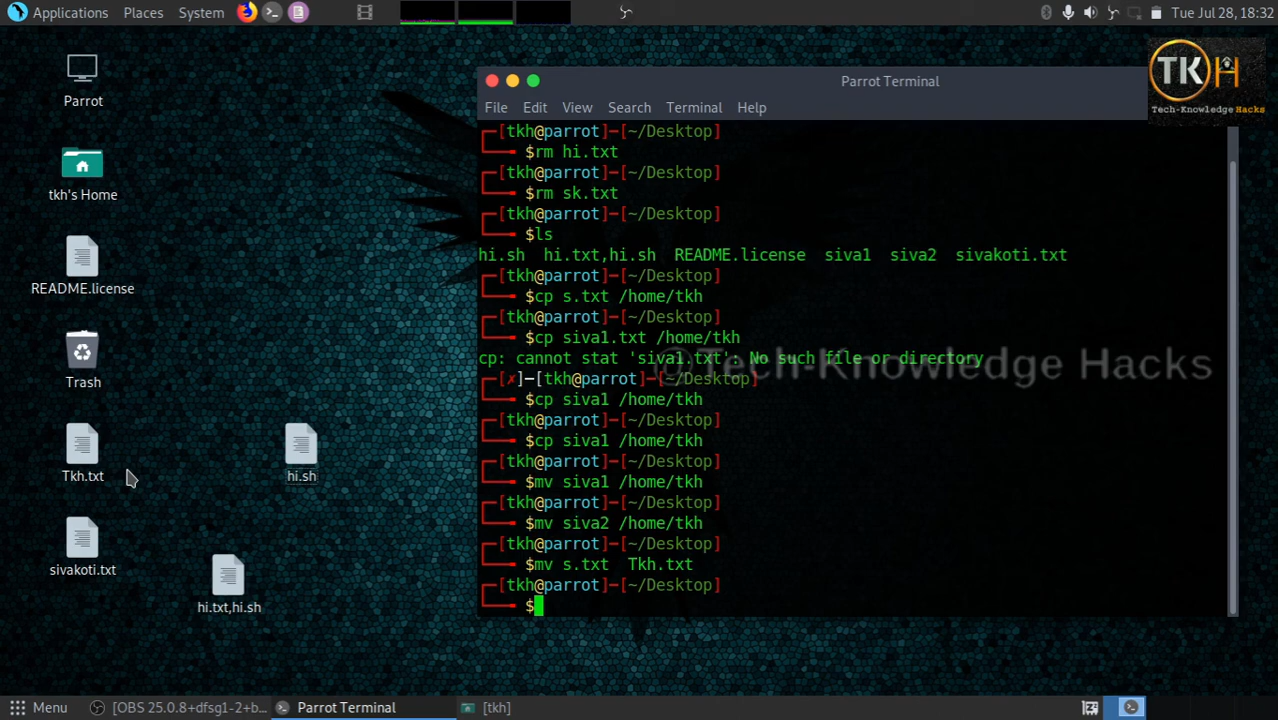 Applications Places System Tue Jul 28, 18:32
TKH
Tech-Knowledge Hacks
Parrot
tkh's Home
README.license
Trash
Tkh.txt
hi.sh
sivakoti.txt
hi.txt,hi.sh
Parrot Terminal
File Edit View Search Terminal Help
┌─[tkh@parrot]─[~/Desktop]
└──╼ $rm hi.txt
┌─[tkh@parrot]─[~/Desktop]
└──╼ $rm sk.txt
┌─[tkh@parrot]─[~/Desktop]
└──╼ $ls
hi.sh hi.txt,hi.sh README.license siva1 siva2 sivakoti.txt
┌─[tkh@parrot]─[~/Desktop]
└──╼ $cp s.txt /home/tkh
┌─[tkh@parrot]─[~/Desktop]
└──╼ $cp siva1.txt /home/tkh
cp: cannot stat 'siva1.txt': No such file or directory
@Tech-Knowledge Hacks
┌─[✗]─[tkh@parrot]─[~/Desktop]
└──╼ $cp siva1 /home/tkh
┌─[tkh@parrot]─[~/Desktop]
└──╼ $cp siva1 /home/tkh
┌─[tkh@parrot]─[~/Desktop]
└──╼ $mv siva1 /home/tkh
┌─[tkh@parrot]─[~/Desktop]
└──╼ $mv siva2 /home/tkh
┌─[tkh@parrot]─[~/Desktop]
└──╼ $mv s.txt  Tkh.txt
┌─[tkh@parrot]─[~/Desktop]
└──╼ $
Menu [OBS 25.0.8+dfsg1-2+b... Parrot Terminal [tkh]